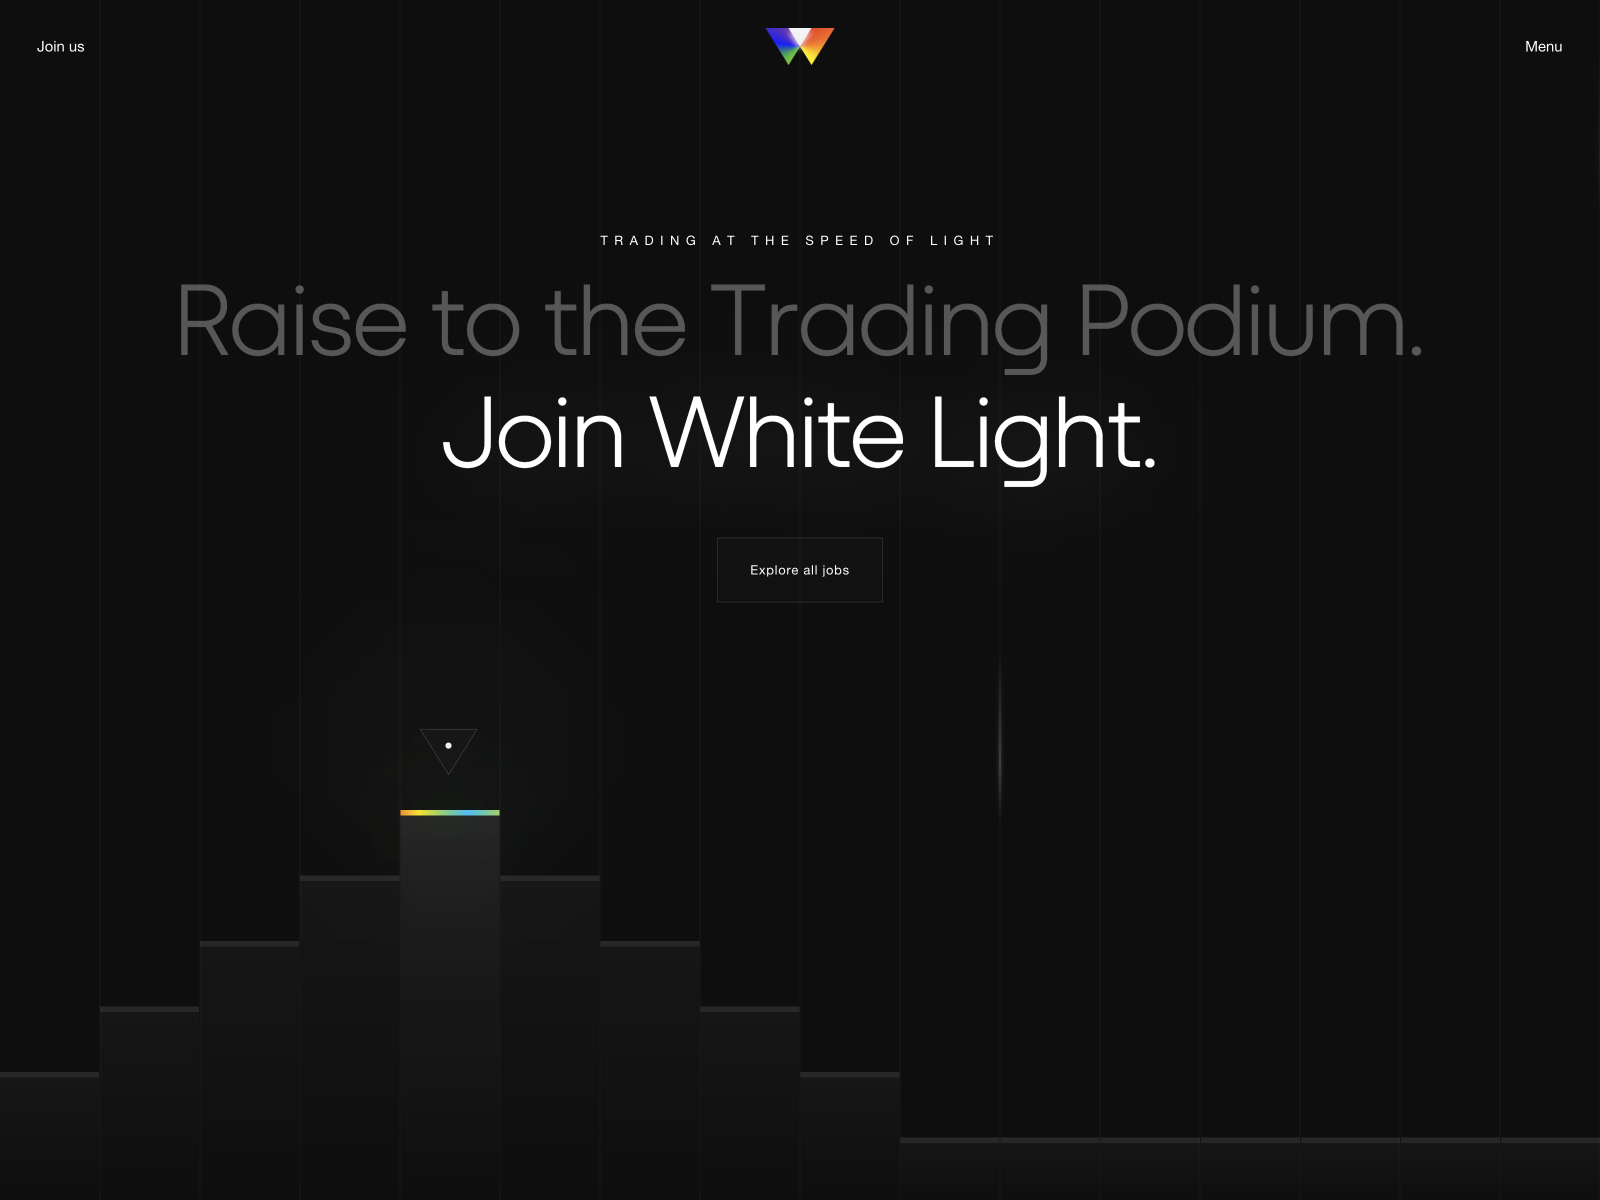 Join us
Menu
TRADING AT THE SPEED OF LIGHT
Raise to the Trading Podium.
Join White Light.
Explore all jobs